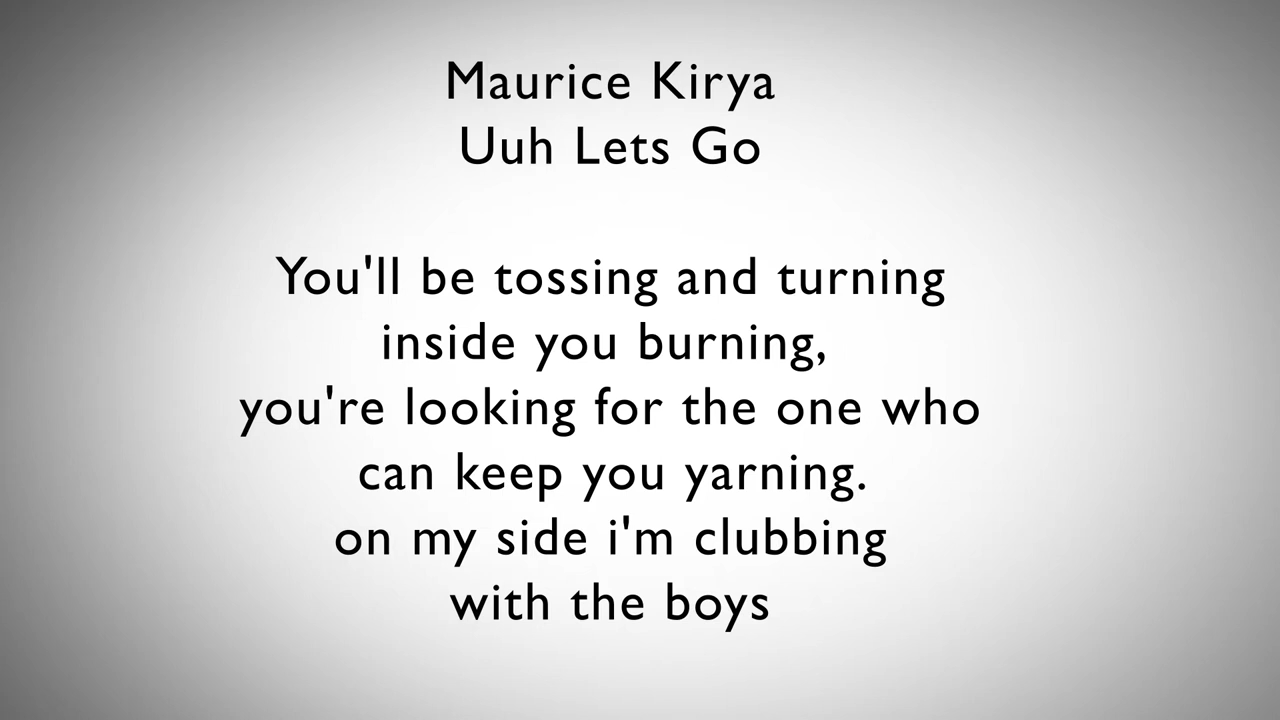 Maurice Kirya
Uuh Lets Go
You'll be tossing and turning
inside you burning,
you're looking for the one who
can keep you yarning.
on my side i'm clubbing
with the boys